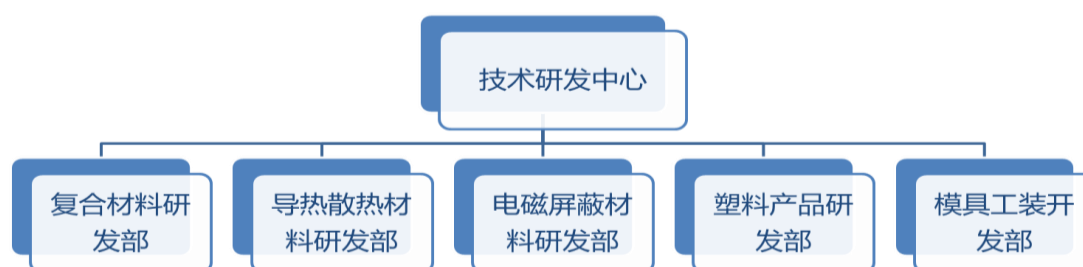 技术研发中心
复合材料研
发部
导热散热材
料研发部
电磁屏蔽材
料研发部
塑料产品研
发部
模具工装开
发部